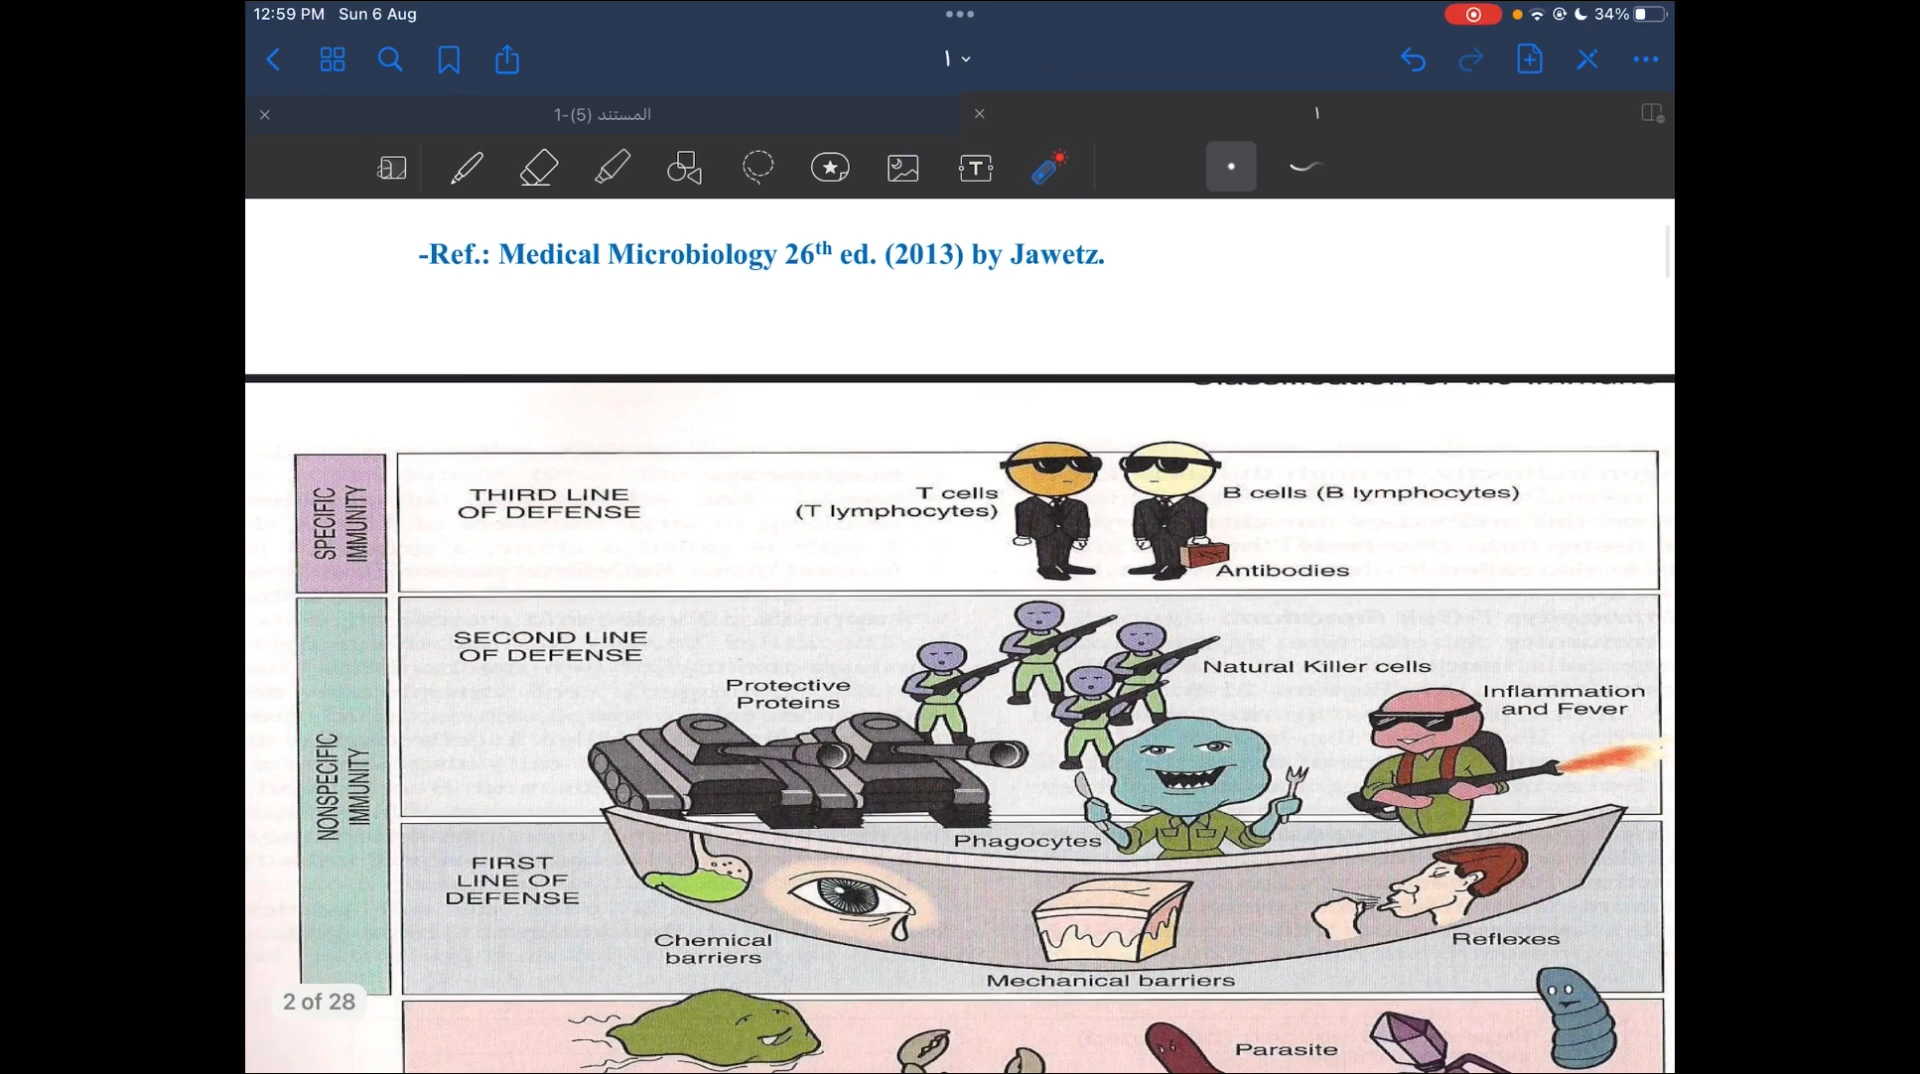 12:59 PM Sun 6 Aug
34%
١
المستند (5)-1
١
T
-Ref.: Medical Microbiology 26th ed. (2013) by Jawetz.
SPECIFIC
IMMUNITY
THIRD LINE
OF DEFENSE
T cells
(T lymphocytes)
B cells (B lymphocytes)
Antibodies
NONSPECIFIC
IMMUNITY
SECOND LINE
OF DEFENSE
Protective
Proteins
Natural Killer cells
Inflammation
and Fever
Phagocytes
FIRST
LINE OF
DEFENSE
Chemical
barriers
Mechanical barriers
Reflexes
2 of 28
Parasite